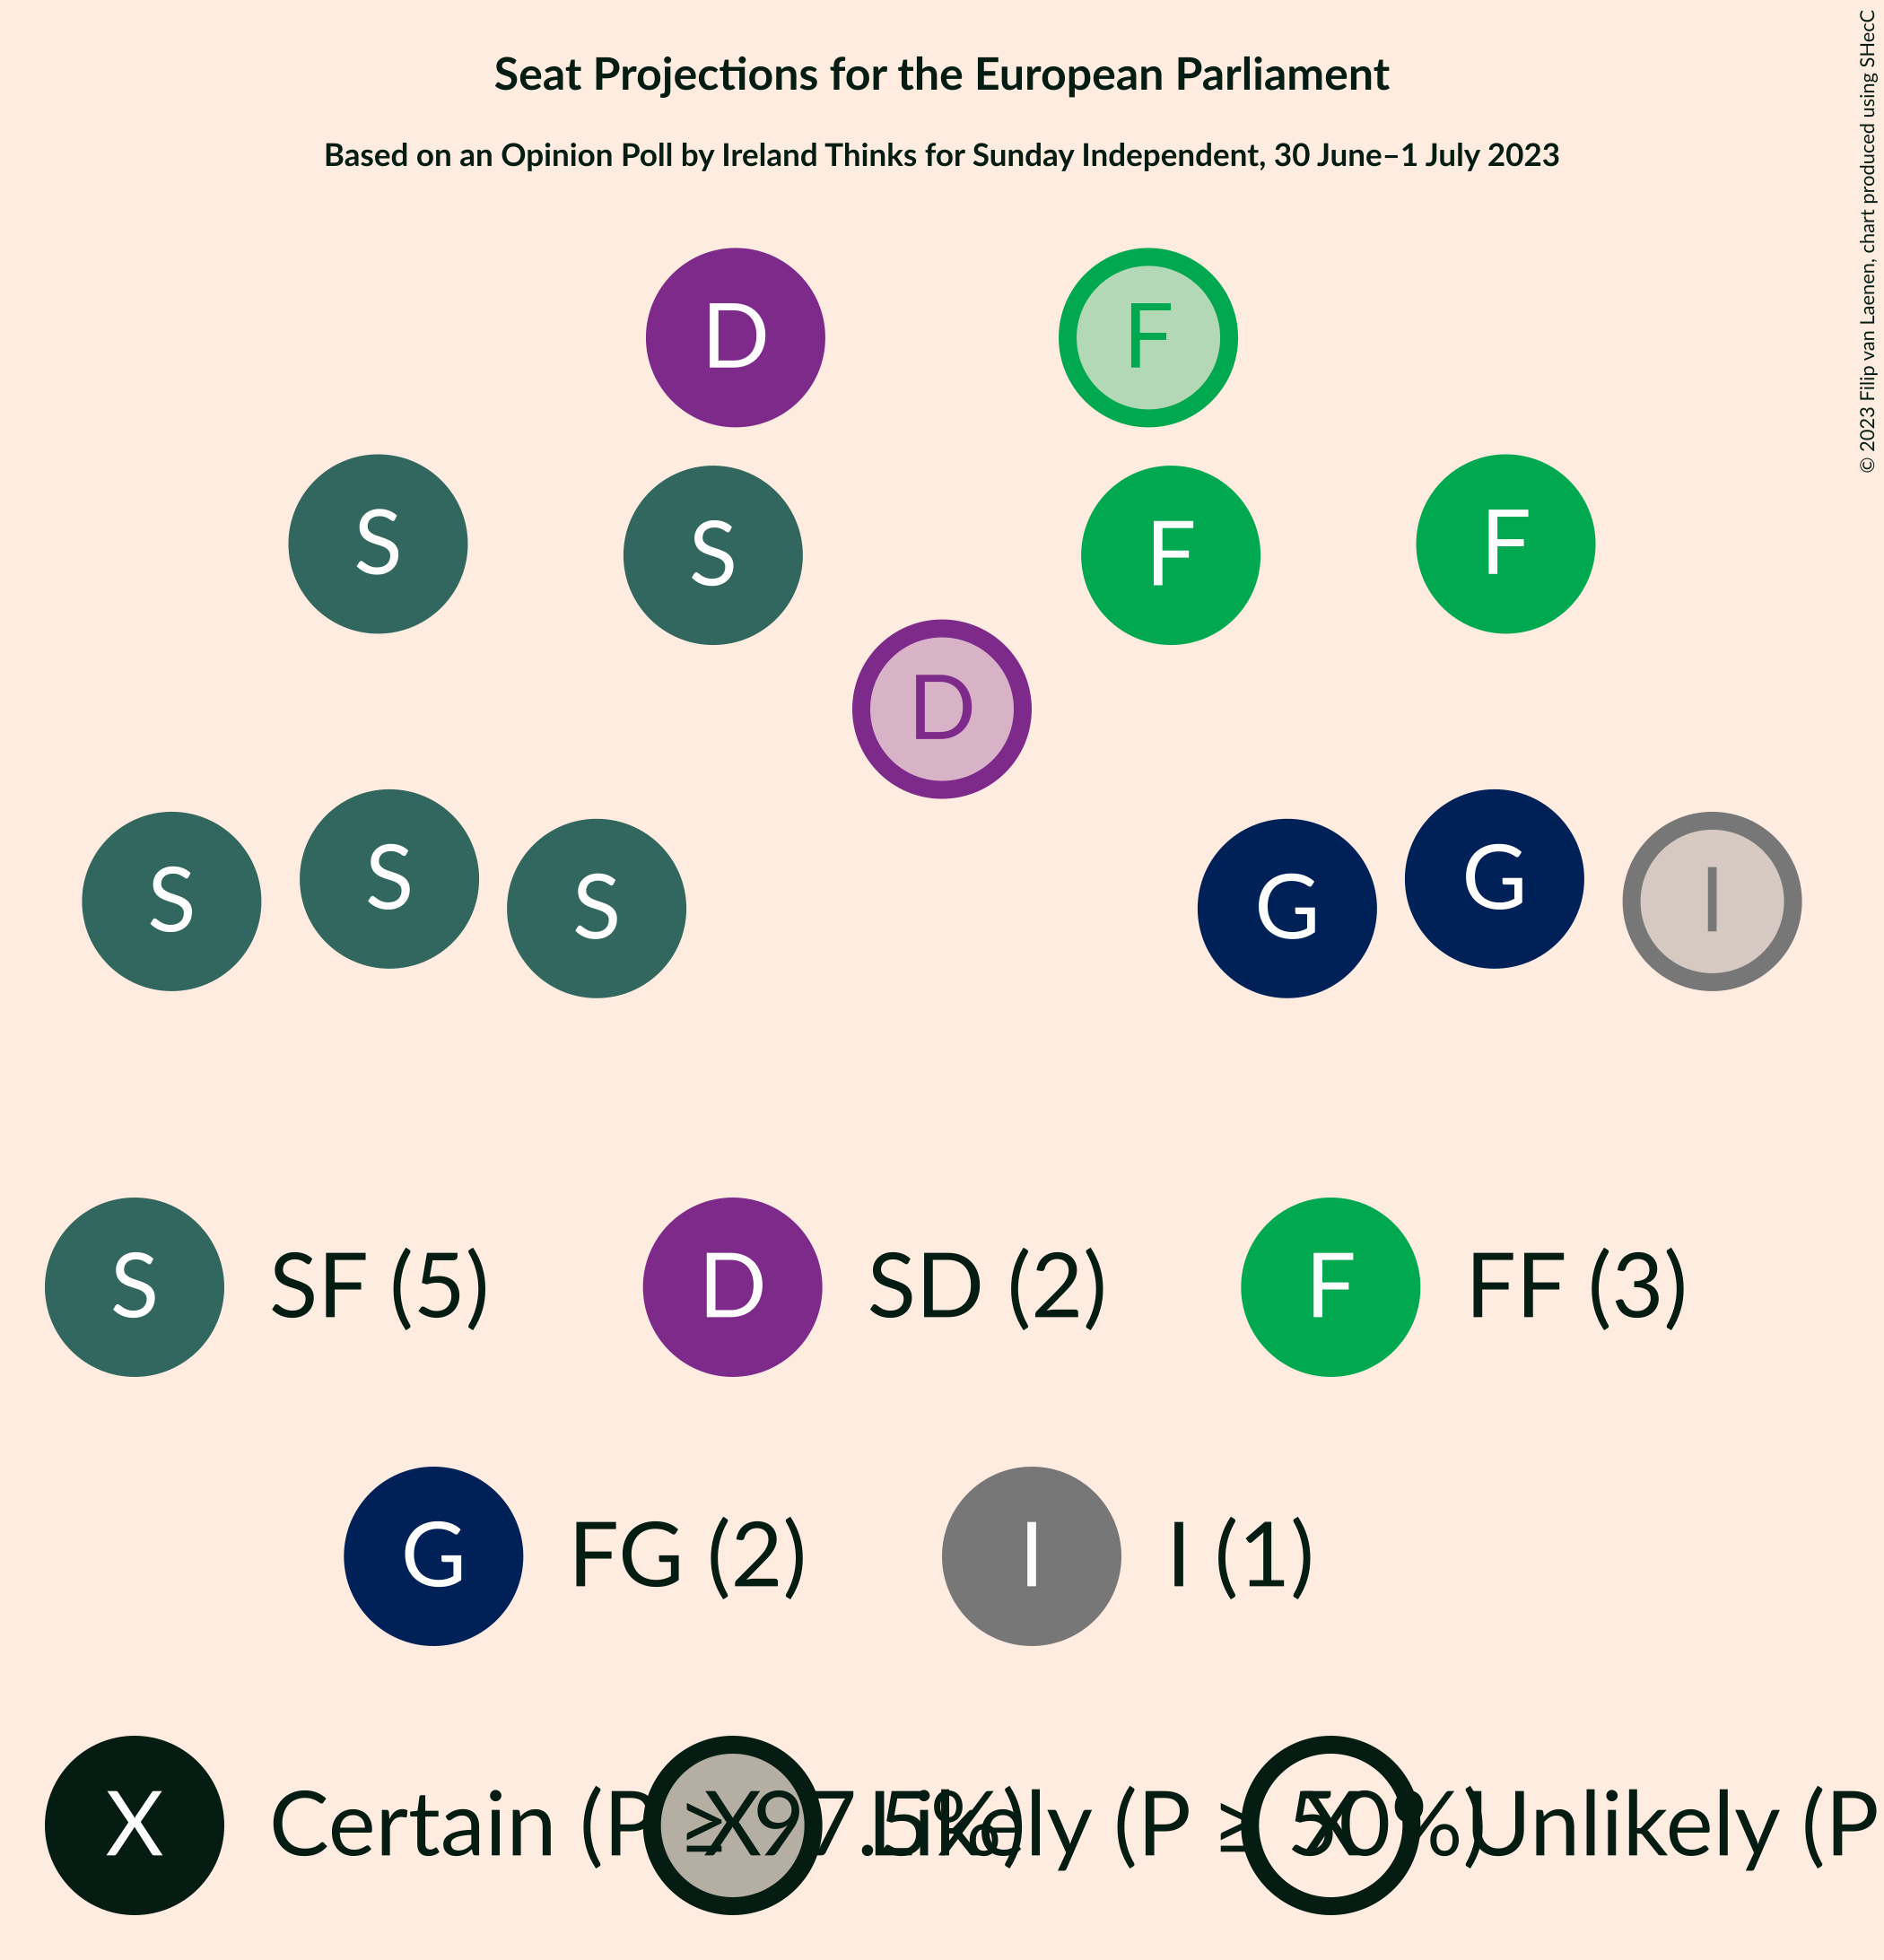 Seat Projections for the European Parliament
Based on an Opinion Poll by Ireland Thinks for Sunday Independent, 30 June–1 July 2023
© 2023 Filip van Laenen, chart produced using SHecC
D F
S S F F
D
S S S G G I
S SF (5) D SD (2) F FF (3)
G FG (2) I I (1)
X Certain (P ≥ 97.5%) X Likely (P ≥ 50%) X Unlikely (P